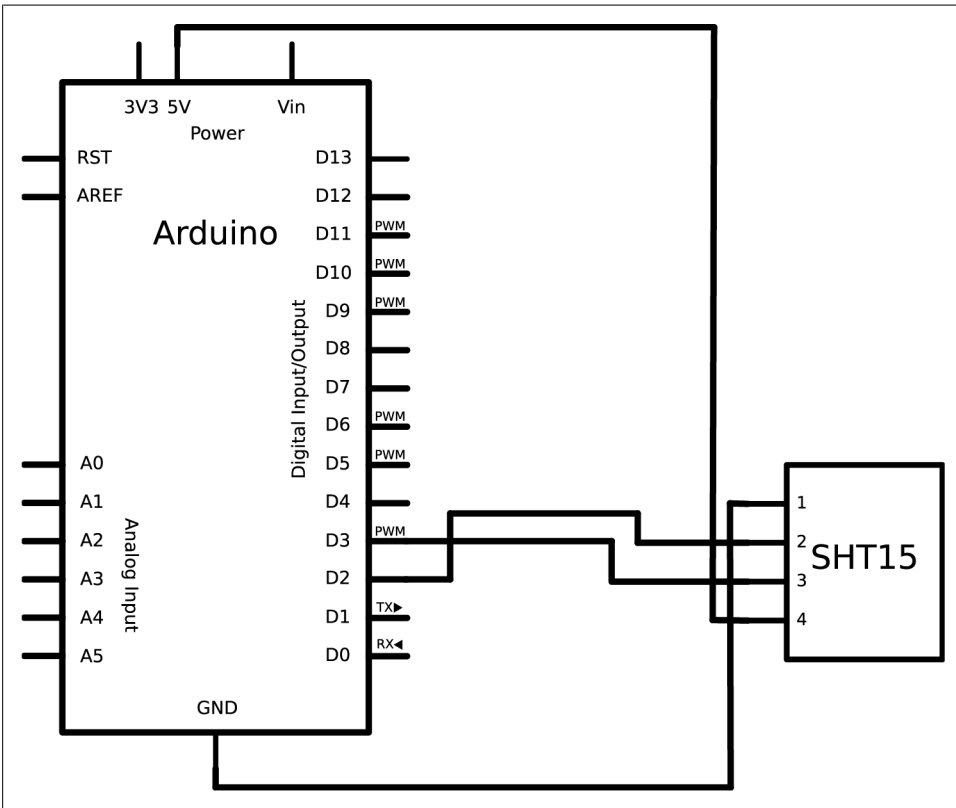 3V3 5V Vin
Power
RST D13
AREF D12
Arduino
D11 PWM
D10 PWM
D9 PWM
Digital Input/Output
D8
D7
D6 PWM
A0 D5 PWM
A1 D4
A2 D3 PWM
Analog Input
A3 D2
A4 D1 TX▶
A5 D0 RX◀
GND
1
2
SHT15
3
4